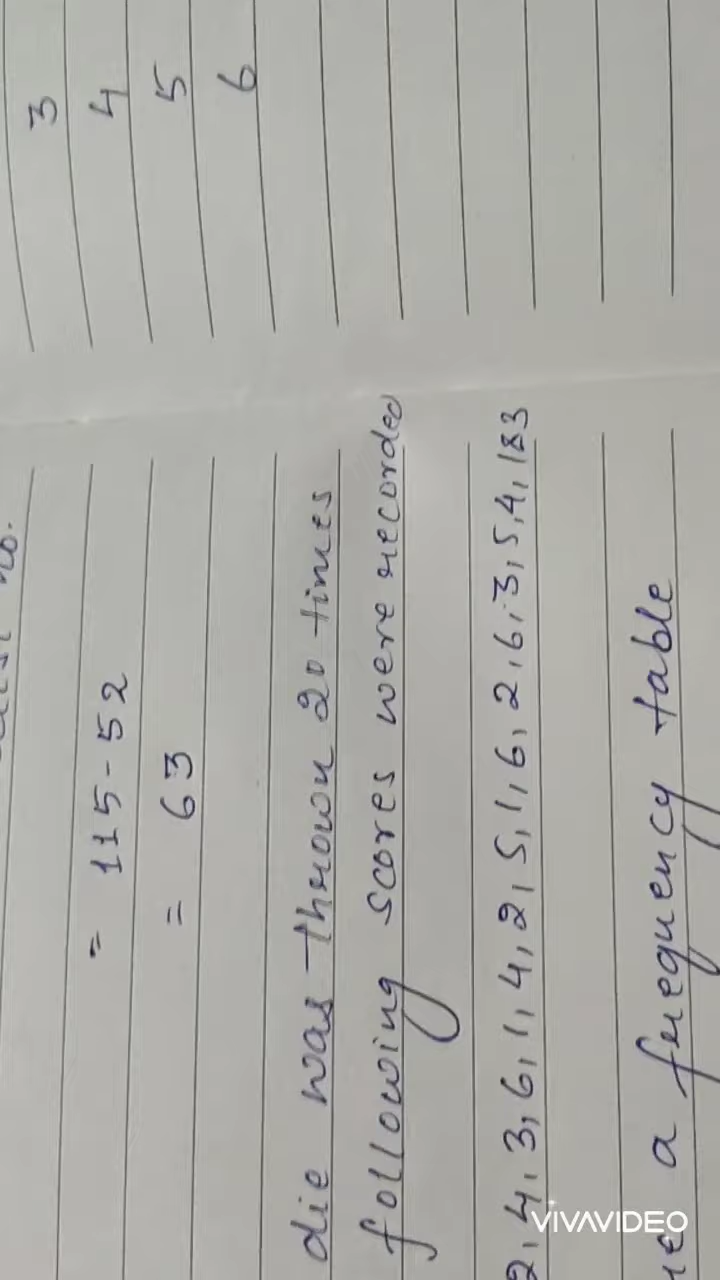 = 115-52
= 63
die was thrown 20 times
following scores were recorded
2, 4, 3, 6, 1, 4, 2, 5, 1, 6, 2, 6, 3, 5, 4, 1&3
a frequency table
3
4
5
6
VIVAVIDEO